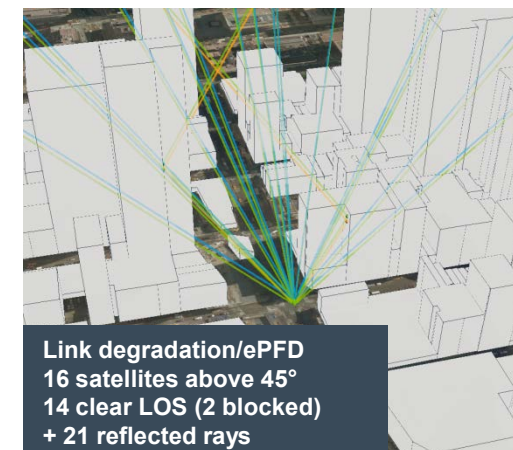 Link degradation/ePFD
16 satellites above 45°
14 clear LOS (2 blocked)
+ 21 reflected rays